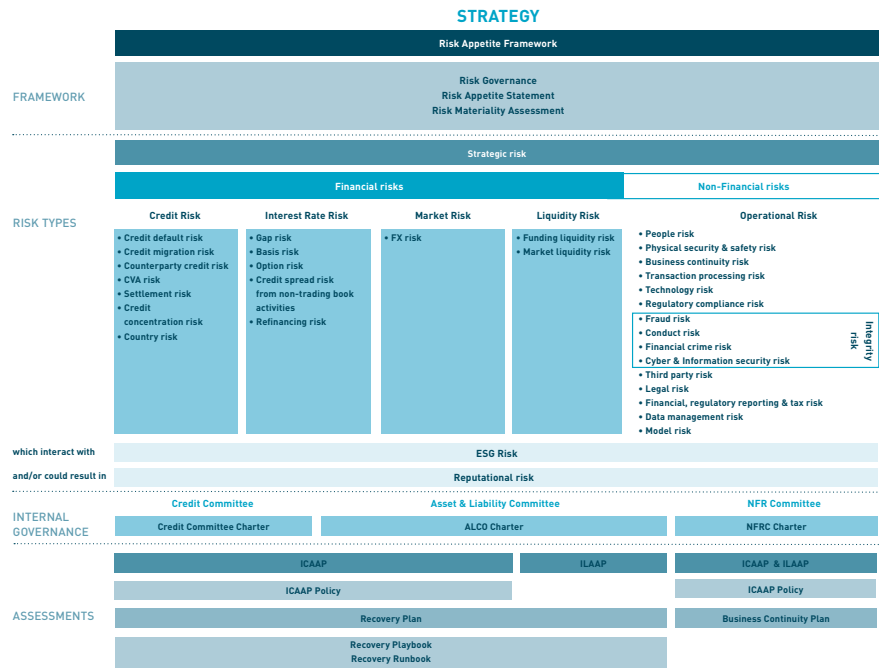 STRATEGY
Risk Appetite Framework
FRAMEWORK
Risk Governance
Risk Appetite Statement
Risk Materiality Assessment
Strategic risk
Financial risks
Non-Financial risks
RISK TYPES
Credit Risk
• Credit default risk
• Credit migration risk
• Counterparty credit risk
• CVA risk
• Settlement risk
• Credit
concentration risk
• Country risk
Interest Rate Risk
• Gap risk
• Basis risk
• Option risk
• Credit spread risk
from non-trading book
activities
• Refinancing risk
Market Risk
• FX risk
Liquidity Risk
• Funding liquidity risk
• Market liquidity risk
Operational Risk
• People risk
• Physical security & safety risk
• Business continuity risk
• Transaction processing risk
• Technology risk
• Regulatory compliance risk
• Fraud risk
• Conduct risk
• Financial crime risk
• Cyber & Information security risk
Integrity
risk
• Third party risk
• Legal risk
• Financial, regulatory reporting & tax risk
• Data management risk
• Model risk
which interact with
ESG Risk
and/or could result in
Reputational risk
INTERNAL
GOVERNANCE
Credit Committee
Asset & Liability Committee
NFR Committee
Credit Committee Charter
ALCO Charter
NFRC Charter
ASSESSMENTS
ICAAP
ILAAP
ICAAP & ILAAP
ICAAP Policy
ICAAP Policy
Recovery Plan
Business Continuity Plan
Recovery Playbook
Recovery Runbook